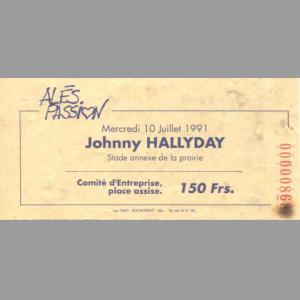 ALÈS
PASSION
Mercredi 10 Juillet 1991
Johnny HALLYDAY
Stade annexe de la prairie
Comité d'Entreprise,
place assise.
150 Frs.